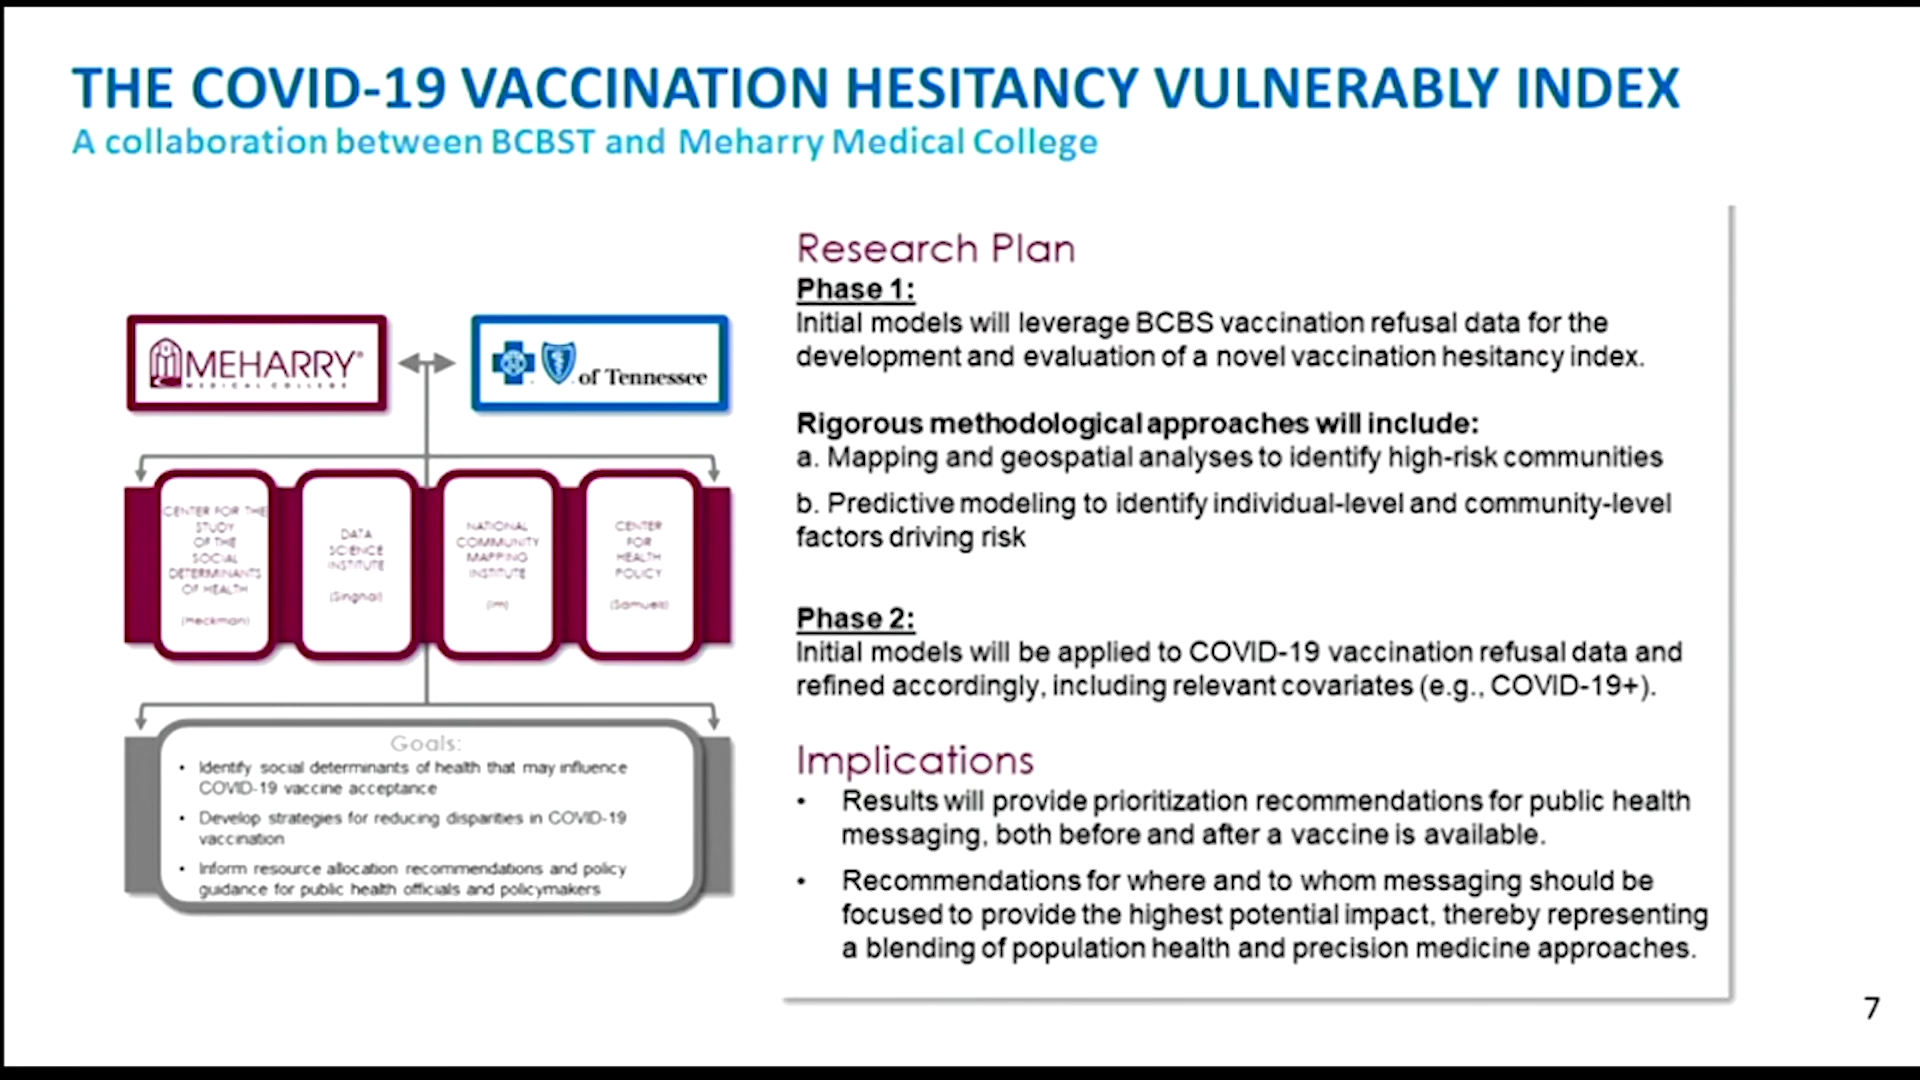 THE COVID-19 VACCINATION HESITANCY VULNERABLY INDEX
A collaboration between BCBST and Meharry Medical College
MEHARRY®
MEDICAL COLLEGE
of Tennessee
CENTER FOR THE
STUDY
OF THE
SOCIAL
DETERMINANTS
OF HEALTH
(Heckman)
DATA
SCIENCE
INSTITUTE
(Singhal)
NATIONAL
COMMUNITY
MAPPING
INSTITUTE
(Im)
CENTER
FOR
HEALTH
POLICY
(Samuels)
Goals:
• Identify social determinants of health that may influence
COVID-19 vaccine acceptance
• Develop strategies for reducing disparities in COVID-19
vaccination
• Inform resource allocation recommendations and policy
guidance for public health officials and policymakers
Research Plan
Phase 1:
Initial models will leverage BCBS vaccination refusal data for the
development and evaluation of a novel vaccination hesitancy index.
Rigorous methodological approaches will include:
a. Mapping and geospatial analyses to identify high-risk communities
b. Predictive modeling to identify individual-level and community-level
factors driving risk
Phase 2:
Initial models will be applied to COVID-19 vaccination refusal data and
refined accordingly, including relevant covariates (e.g., COVID-19+).
Implications
• Results will provide prioritization recommendations for public health
messaging, both before and after a vaccine is available.
• Recommendations for where and to whom messaging should be
focused to provide the highest potential impact, thereby representing
a blending of population health and precision medicine approaches.
7